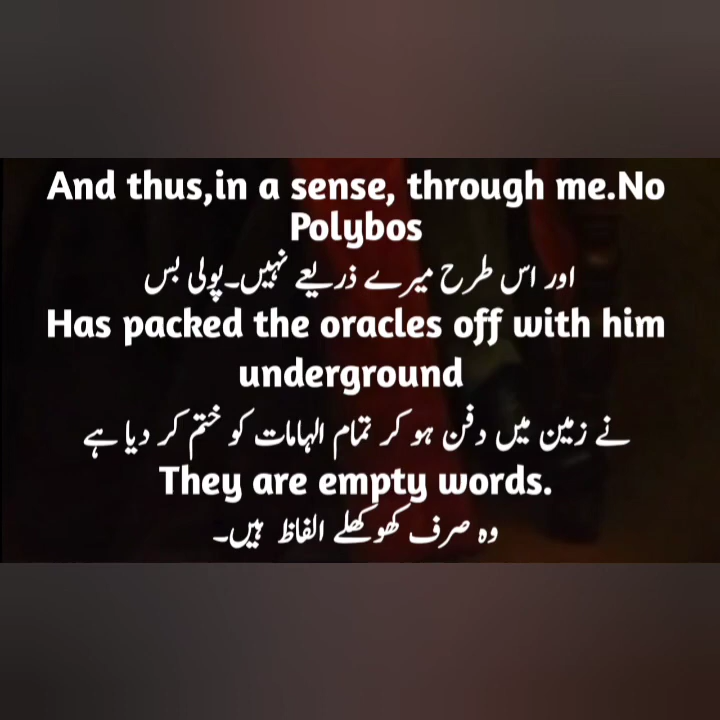 And thus,in a sense, through me.No
Polybos
اور اس طرح میرے ذریعے نہیں۔پولی بس
Has packed the oracles off with him
underground
نے زمین میں دفن ہو کر تمام الہامات کو ختم کر دیا ہے
They are empty words.
وہ صرف کھوکھلے الفاظ ہیں۔